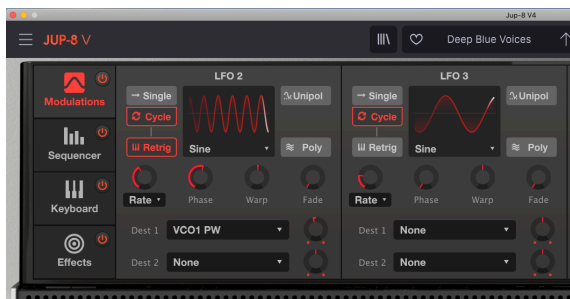 Jup-8 V4
JUP-8 V
Deep Blue Voices
Modulations
Sequencer
Keyboard
Effects
LFO 2
Single
Unipol
Cycle
Retrig
Sine
Poly
Rate
Phase
Warp
Fade
Dest 1
VCO1 PW
Dest 2
None
LFO 3
Single
Unipol
Cycle
Retrig
Sine
Poly
Rate
Phase
Warp
Fade
Dest 1
None
Dest 2
None